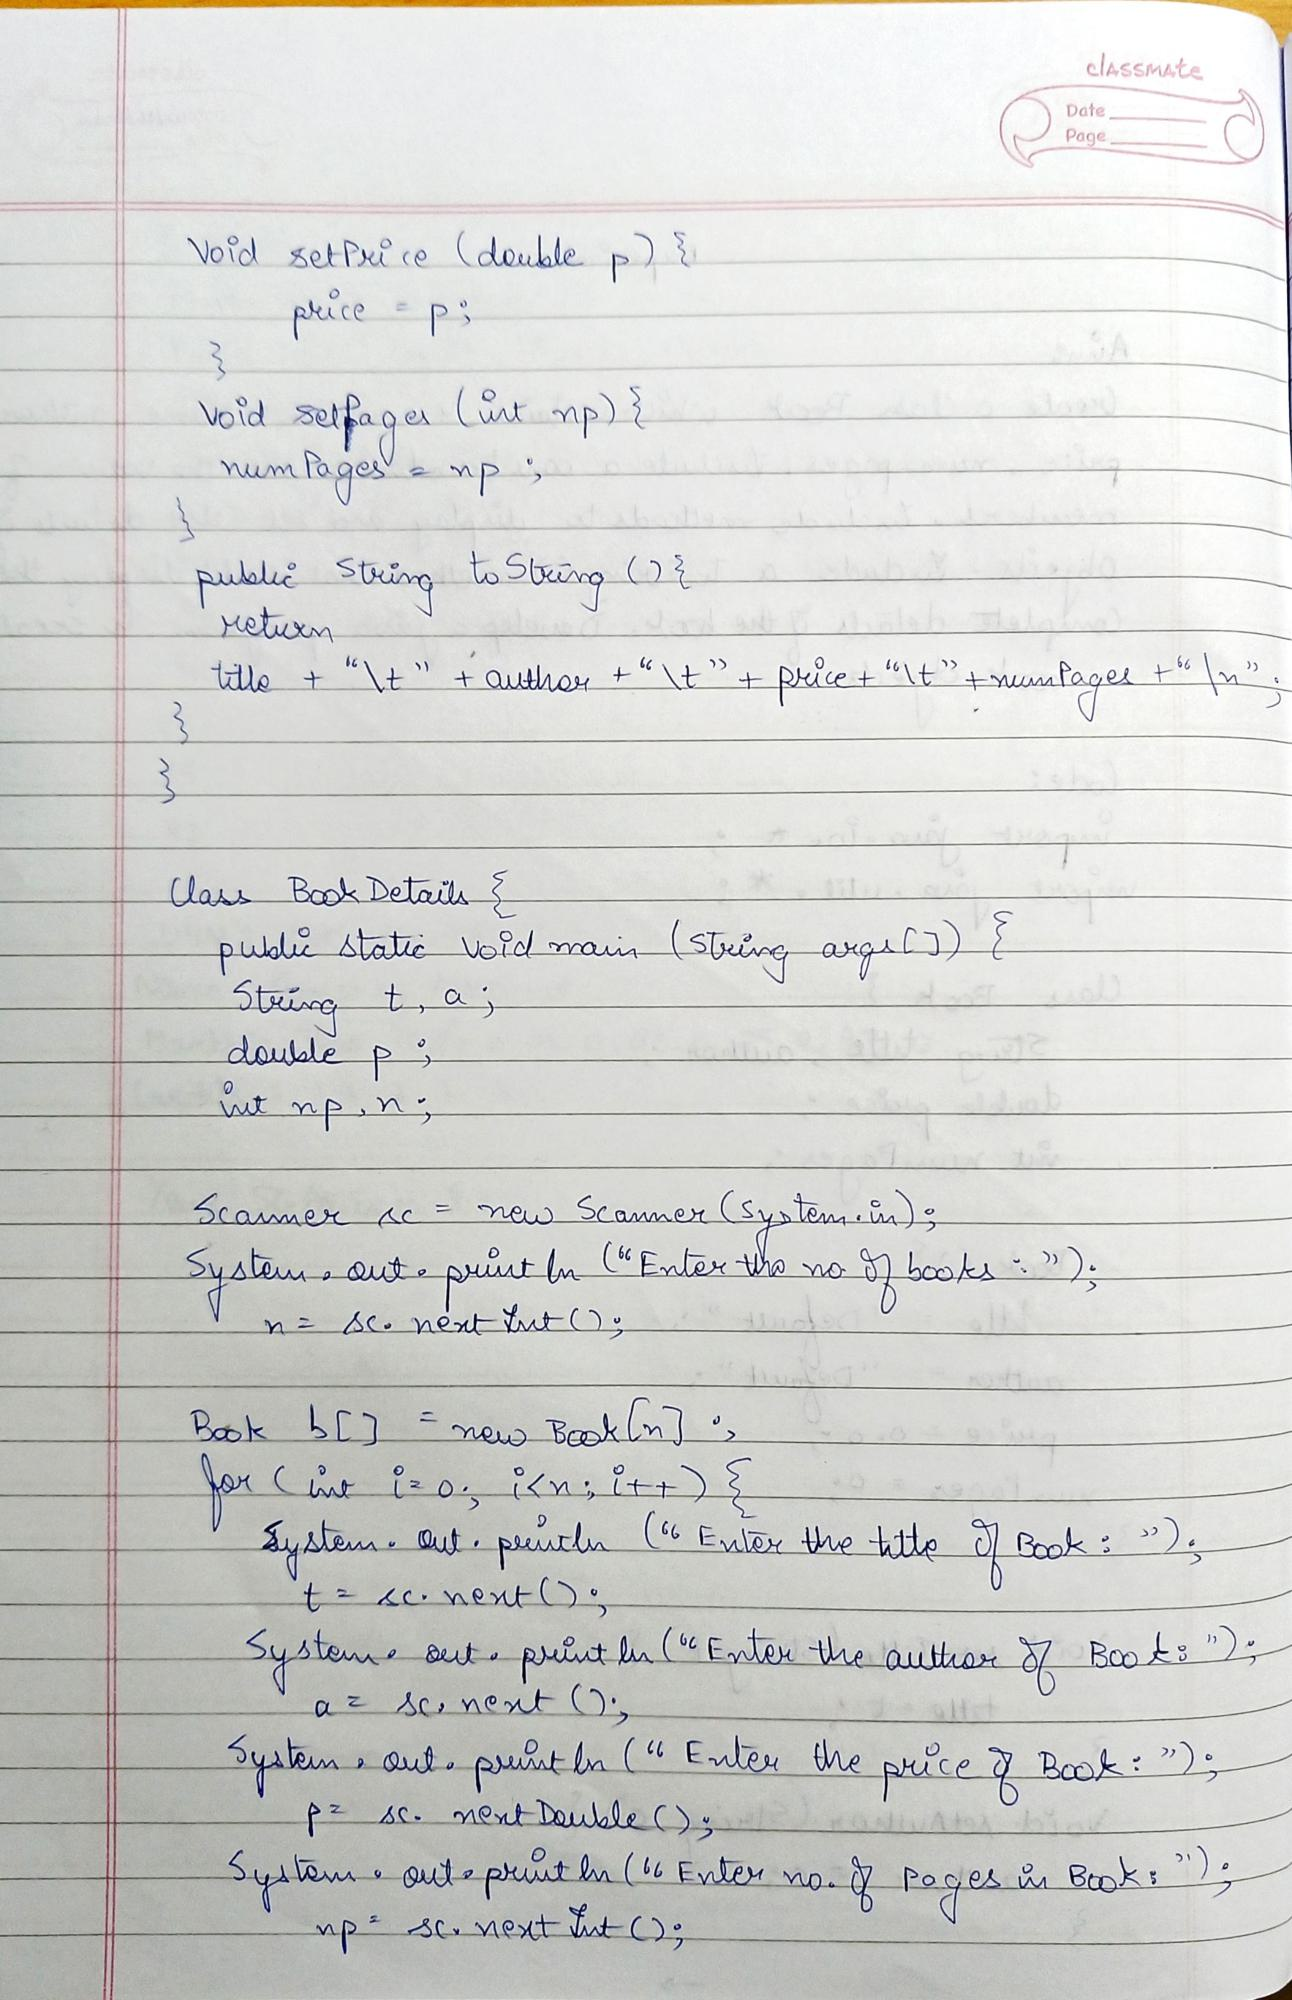 classmate
Date
Page
Void setPrice (double p) {
price = p;
}
Void setPages (int np) {
numPages = np ;
}
public String toString () {
return
title + "\t" + author + "\t" + price + "\t" + numPages + "\n" ;
}
}
Class BookDetails {
public static void main (String args[]) {
String t, a ;
double p ;
int np, n ;
Scanner sc = new Scanner (System.in) ;
System.out.println ("Enter the no of books : ") ;
n = sc. next Int () ;
Book b[] = new Book[n] ;
for ( int i=0; i<n ; i++ ) {
System. out . println ("Enter the title of Book : ") ;
t = sc. next () ;
System. out . println ("Enter the author of Book : ") ;
a = sc. next () ;
System . out . println ("Enter the price of Book : ") ;
p = sc. nextDouble () ;
System . out . println ("Enter no. of Pages in Book : ") ;
np = sc. next Int () ;